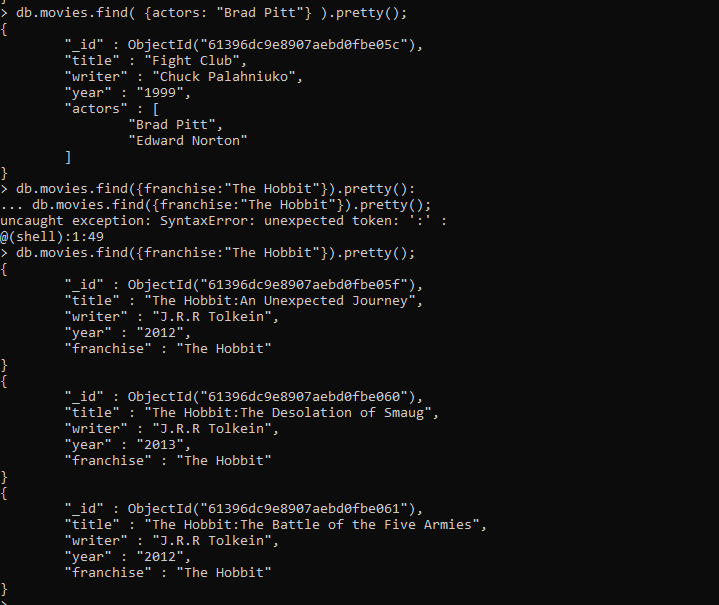 > db.movies.find( {actors: "Brad Pitt"} ).pretty();
{
        "_id" : ObjectId("61396dc9e8907aebd0fbe05c"),
        "title" : "Fight Club",
        "writer" : "Chuck Palahniuko",
        "year" : "1999",
        "actors" : [
                "Brad Pitt",
                "Edward Norton"
        ]
}
> db.movies.find({franchise:"The Hobbit"}).pretty():
... db.movies.find({franchise:"The Hobbit"}).pretty();
uncaught exception: SyntaxError: unexpected token: ':' :
@(shell):1:49
> db.movies.find({franchise:"The Hobbit"}).pretty();
{
        "_id" : ObjectId("61396dc9e8907aebd0fbe05f"),
        "title" : "The Hobbit:An Unexpected Journey",
        "writer" : "J.R.R Tolkein",
        "year" : "2012",
        "franchise" : "The Hobbit"
}
{
        "_id" : ObjectId("61396dc9e8907aebd0fbe060"),
        "title" : "The Hobbit:The Desolation of Smaug",
        "writer" : "J.R.R Tolkein",
        "year" : "2013",
        "franchise" : "The Hobbit"
}
{
        "_id" : ObjectId("61396dc9e8907aebd0fbe061"),
        "title" : "The Hobbit:The Battle of the Five Armies",
        "writer" : "J.R.R Tolkein",
        "year" : "2012",
        "franchise" : "The Hobbit"
}